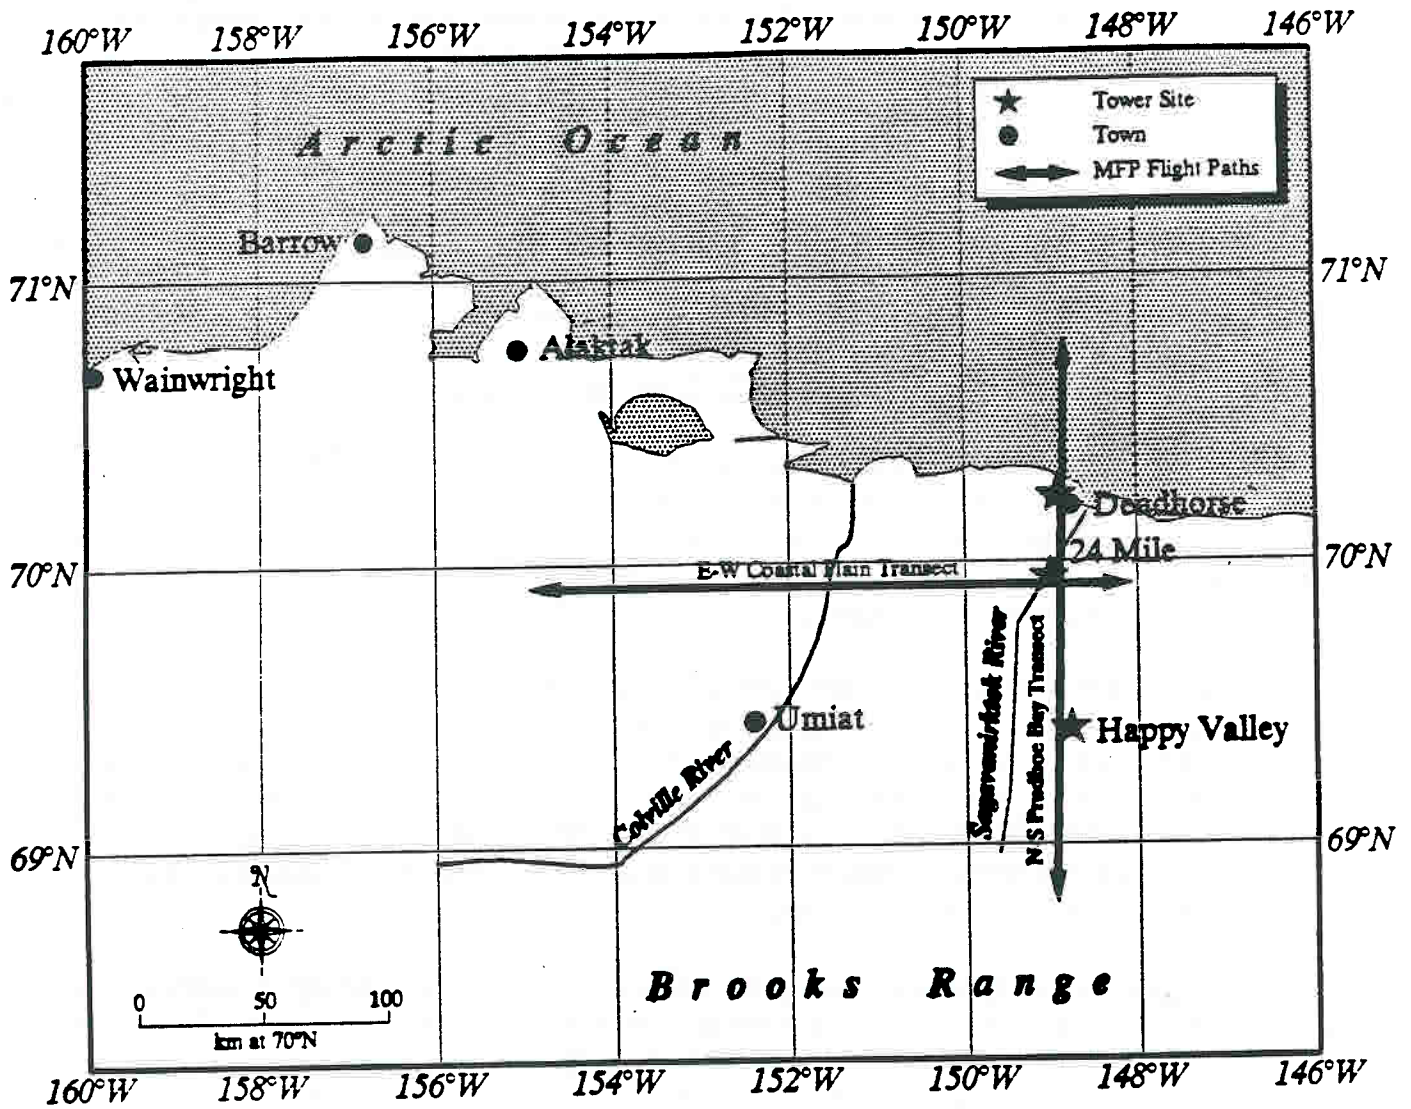 160°W 158°W 156°W 154°W 152°W 150°W 148°W 146°W
Tower Site
Town
MFP Flight Paths
Arctic Ocean
Barrow
71°N 71°N
Alaktak
Wainwright
Deadhorse
24 Mile
70°N 70°N
E-W Coastal Plain Transect
Sagavanirktok River
N-S Prudhoe Bay Transect
Umiat
Happy Valley
Colville River
69°N 69°N
N
Brooks Range
0 50 100
km at 70°N
160°W 158°W 156°W 154°W 152°W 150°W 148°W 146°W